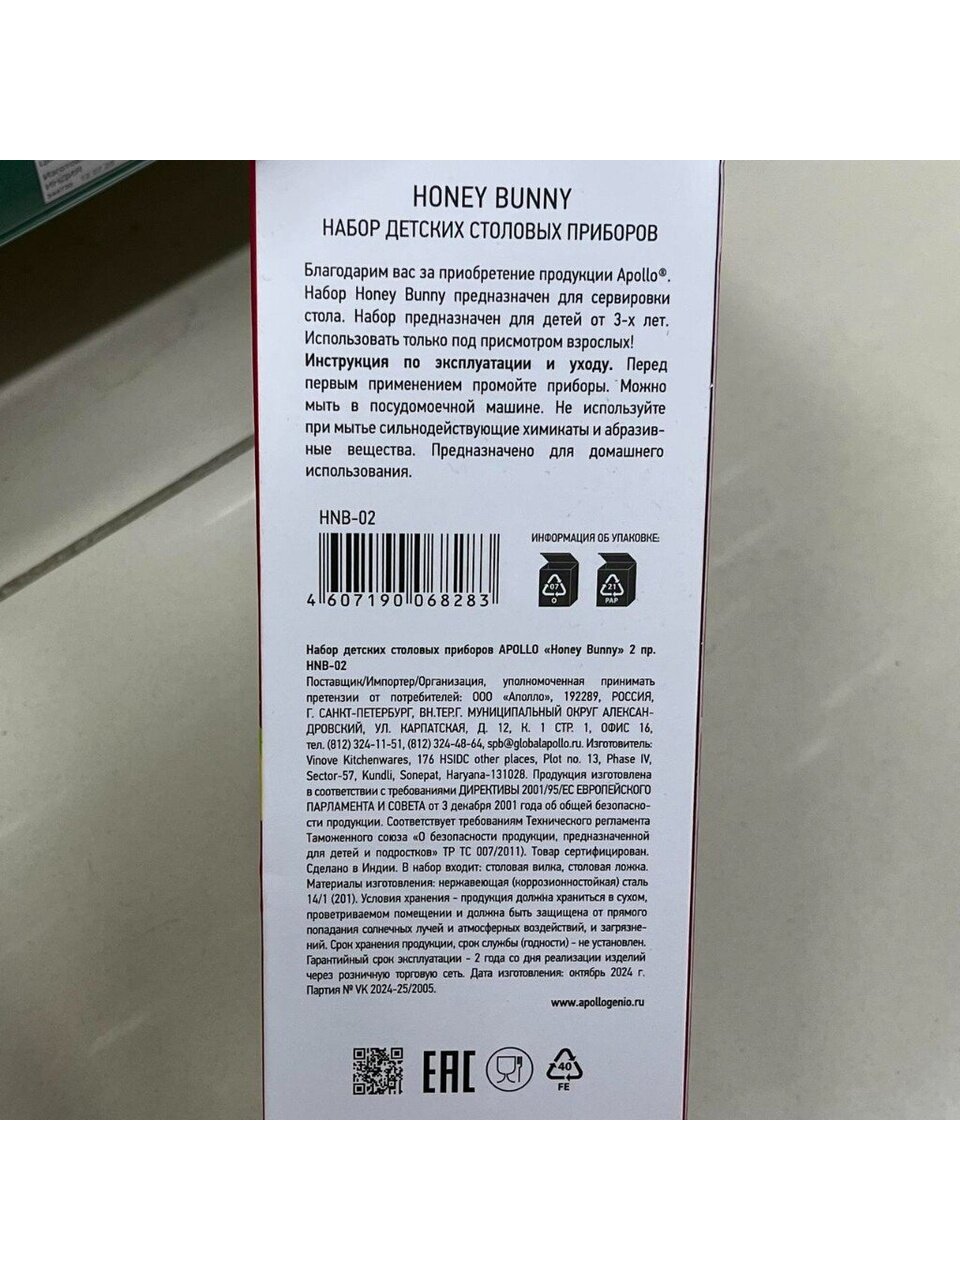 HONEY BUNNY
НАБОР ДЕТСКИХ СТОЛОВЫХ ПРИБОРОВ
Благодарим вас за приобретение продукции Apollo®.
Набор Honey Bunny предназначен для сервировки
стола. Набор предназначен для детей от 3-х лет.
Использовать только под присмотром взрослых!
Инструкция по эксплуатации и уходу. Перед
первым применением промойте приборы. Можно
мыть в посудомоечной машине. Не используйте
при мытье сильнодействующие химикаты и абразив-
ные вещества. Предназначено для домашнего
использования.
HNB-02
ИНФОРМАЦИЯ ОБ УПАКОВКЕ:
07
O
21
PAP
4 607190 068283
Набор детских столовых приборов APOLLO «Honey Bunny» 2 пр.
HNB-02
Поставщик/Импортер/Организация, уполномоченная принимать
претензии от потребителей: ООО «Аполло», 192289, РОССИЯ,
Г. САНКТ-ПЕТЕРБУРГ, ВН.ТЕР.Г. МУНИЦИПАЛЬНЫЙ ОКРУГ АЛЕКСАН-
ДРОВСКИЙ, УЛ. КАРПАТСКАЯ, Д. 12, К. 1 СТР. 1, ОФИС 16,
тел. (812) 324-11-51, (812) 324-48-64, spb@globalapollo.ru. Изготовитель:
Vinove Kitchenwares, 176 HSIDC other places, Plot no. 13, Phase IV,
Sector-57, Kundli, Sonepat, Haryana-131028. Продукция изготовлена
в соответствии с требованиями ДИРЕКТИВЫ 2001/95/ЕС ЕВРОПЕЙСКОГО
ПАРЛАМЕНТА И СОВЕТА от 3 декабря 2001 года об общей безопасно-
сти продукции. Соответствует требованиям Технического регламента
Таможенного союза «О безопасности продукции, предназначенной
для детей и подростков» ТР ТС 007/2011). Товар сертифицирован.
Сделано в Индии. В набор входит: столовая вилка, столовая ложка.
Материалы изготовления: нержавеющая (коррозионностойкая) сталь
14/1 (201). Условия хранения - продукция должна храниться в сухом,
проветриваемом помещении и должна быть защищена от прямого
попадания солнечных лучей и атмосферных воздействий, и загрязне-
ний. Срок хранения продукции, срок службы (годности) - не установлен.
Гарантийный срок эксплуатации - 2 года со дня реализации изделий
через розничную торговую сеть. Дата изготовления: октябрь 2024 г.
Партия № VK 2024-25/2005.
www.apollogenio.ru
EAC
40
FE